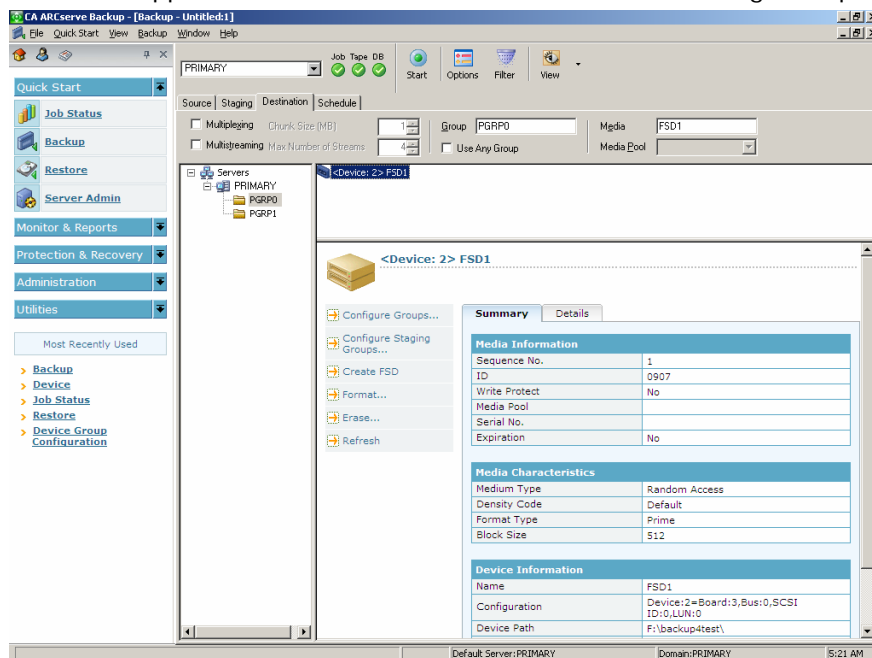 CA ARCserve Backup - [Backup - Untitled:1]
File Quick Start View Backup Window Help
PRIMARY
Job Tape DB
Start
Options
Filter
View
Quick Start
Job Status
Backup
Restore
Server Admin
Monitor & Reports
Protection & Recovery
Administration
Utilities
Most Recently Used
Backup
Device
Job Status
Restore
Device Group
Configuration
Source Staging Destination Schedule
Multiplexing Chunk Size (MB) 1 Group PGRP0 Media FSD1
Multistreaming Max Number of Streams 4 Use Any Group Media Pool
Servers
PRIMARY
PGRP0
PGRP1
<Device: 2> FSD1
<Device: 2> FSD1
Configure Groups...
Configure Staging
Groups...
Create FSD
Format...
Erase...
Refresh
Summary Details
Media Information
Sequence No. 1
ID 0907
Write Protect No
Media Pool
Serial No.
Expiration No
Media Characteristics
Medium Type Random Access
Density Code Default
Format Type Prime
Block Size 512
Device Information
Name FSD1
Configuration Device:2=Board:3,Bus:0,SCSI
ID:0,LUN:0
Device Path F:\backup4test\
Default Server:PRIMARY Domain:PRIMARY 5:21 AM